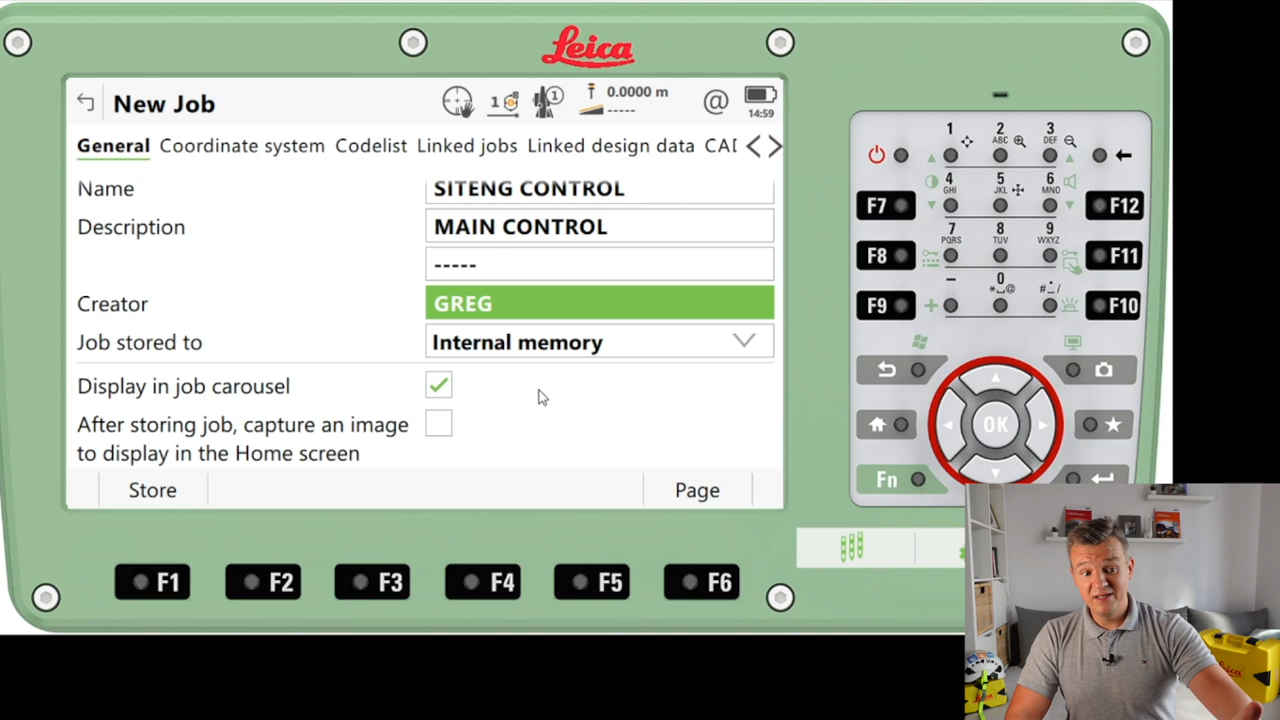 Leica
New Job
1
1
0.0000 m
-----
@
14:59
General Coordinate system Codelist Linked jobs Linked design data CAD
Name SITENG CONTROL
Description MAIN CONTROL
-----
Creator GREG
Job stored to Internal memory
Display in job carousel
After storing job, capture an image
to display in the Home screen
Store Page
F1 F2 F3 F4 F5 F6
1 2 3
ABC DEF
4 5 6
GHI JKL MNO
7 8 9
PQRS TUV WXYZ
- 0
*⎵@ #./
F7 F12
F8 F11
F9 F10
+
OK
Fn
Leica